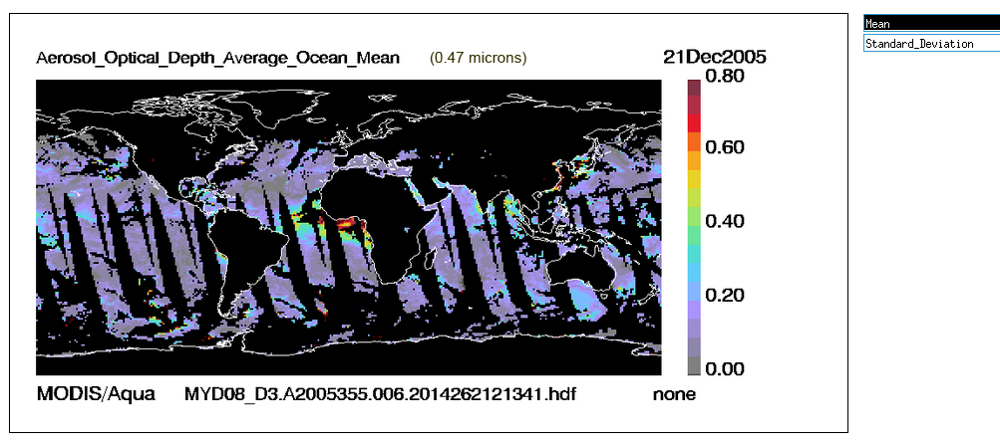 Mean
Standard_Deviation
Aerosol_Optical_Depth_Average_Ocean_Mean (0.47 microns) 21Dec2005
0.80
0.60
0.40
0.20
0.00
MODIS/Aqua MYD08_D3.A2005355.006.2014262121341.hdf none